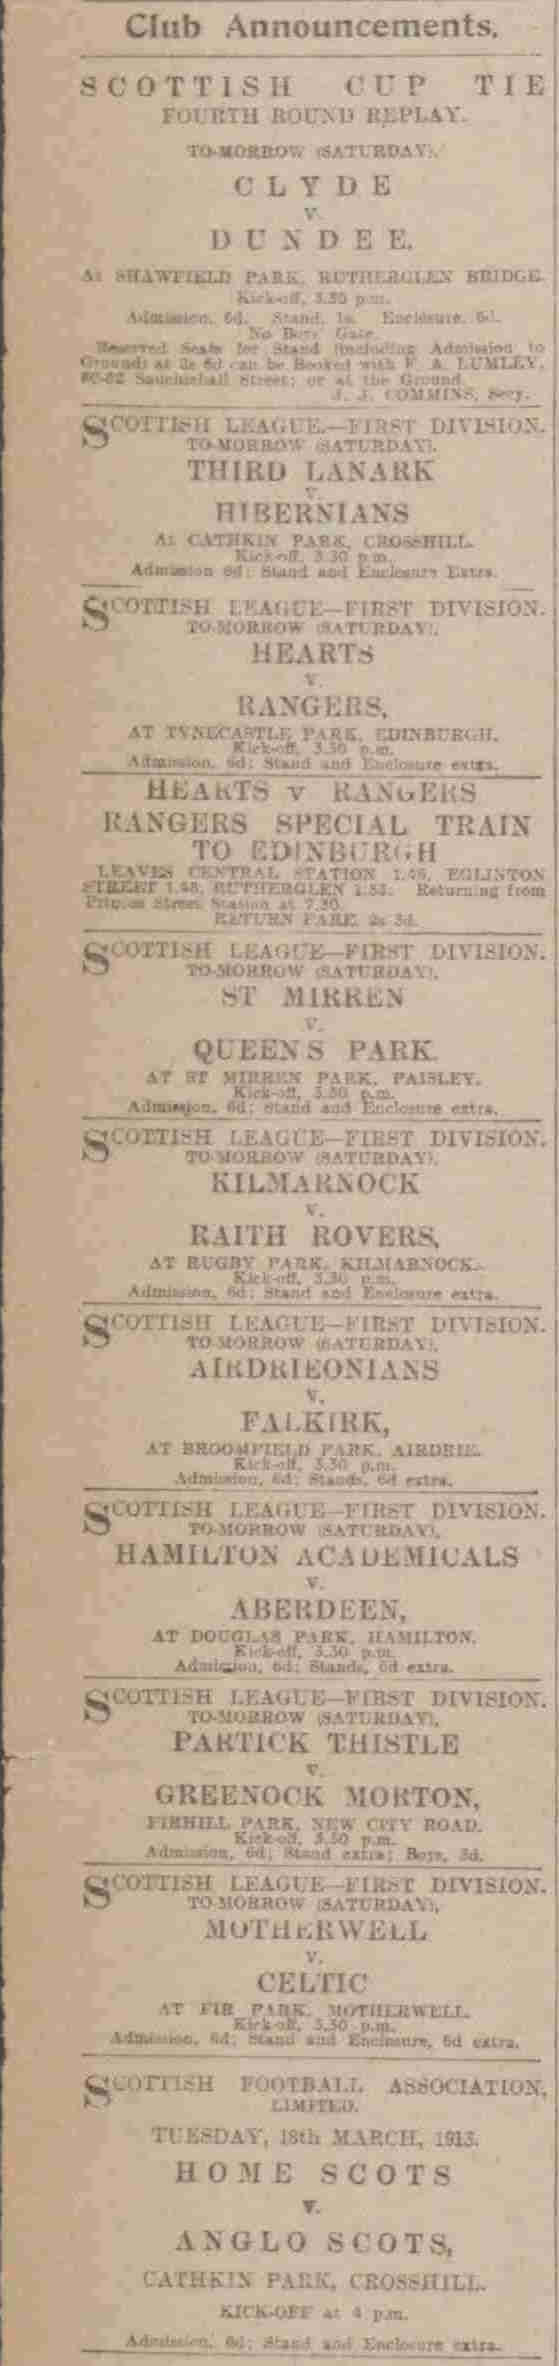 Club Announcements.
SCOTTISH CUP TIE
FOURTH ROUND REPLAY.
TO-MORROW (SATURDAY).
CLYDE
v.
DUNDEE.
At SHAWFIELD PARK, RUTHERGLEN BRIDGE.
Kick-off, 3.30 p.m.
Admission, 6d. Stand, 1s. Enclosure, 6d.
No Boys' Gate.
Reserved Seats for Stand (including Admission to
Grounds at 2s 6d can be Booked with F. A. LUMLEY,
Sauchiehall Street; or at the Ground.
J. J. COMMINS, Secy.
SCOTTISH LEAGUE.—FIRST DIVISION.
TO-MORROW (SATURDAY).
THIRD LANARK
v.
HIBERNIANS
At CATHKIN PARK, CROSSHILL.
Kick-off, 3.30 p.m.
Admission 6d; Stand and Enclosure Extra.
SCOTTISH LEAGUE—FIRST DIVISION.
TO-MORROW (SATURDAY).
HEARTS
v.
RANGERS,
AT TYNECASTLE PARK, EDINBURGH.
Kick-off, 3.30 p.m.
Admission, 6d; Stand and Enclosure extra.
HEARTS v RANGERS
RANGERS SPECIAL TRAIN
TO EDINBURGH
LEAVES CENTRAL STATION 1.45, EGLINTON
STREET 1.48, RUTHERGLEN 1.53. Returning from
Princes Street Station at 7.30.
RETURN FARE, 2s 3d.
SCOTTISH LEAGUE—FIRST DIVISION.
TO-MORROW (SATURDAY).
ST MIRREN
v.
QUEEN'S PARK.
AT ST MIRREN PARK, PAISLEY.
Kick-off, 3.30 p.m.
Admission, 6d; Stand and Enclosure extra.
SCOTTISH LEAGUE—FIRST DIVISION.
TO-MORROW (SATURDAY).
KILMARNOCK
v.
RAITH ROVERS,
AT RUGBY PARK, KILMARNOCK.
Kick-off, 3.30 p.m.
Admission, 6d; Stand and Enclosure extra.
SCOTTISH LEAGUE—FIRST DIVISION.
TO-MORROW (SATURDAY).
AIRDRIEONIANS
v.
FALKIRK,
AT BROOMFIELD PARK, AIRDRIE.
Kick-off, 3.30 p.m.
Admission, 6d; Stands, 6d extra.
SCOTTISH LEAGUE—FIRST DIVISION.
TO-MORROW (SATURDAY).
HAMILTON ACADEMICALS
v.
ABERDEEN,
AT DOUGLAS PARK, HAMILTON.
Kick-off, 3.30 p.m.
Admission, 6d; Stands, 6d extra.
SCOTTISH LEAGUE—FIRST DIVISION.
TO-MORROW (SATURDAY).
PARTICK THISTLE
v.
GREENOCK MORTON,
FIRHILL PARK, NEW CITY ROAD.
Kick-off, 3.30 p.m.
Admission, 6d; Stand extra; Boys, 3d.
SCOTTISH LEAGUE—FIRST DIVISION.
TO-MORROW (SATURDAY).
MOTHERWELL
v.
CELTIC
AT FIR PARK, MOTHERWELL.
Kick-off, 3.30 p.m.
Admission, 6d; Stand and Enclosure, 6d extra.
SCOTTISH FOOTBALL ASSOCIATION,
LIMITED.
TUESDAY, 18th MARCH, 1913.
HOME SCOTS
v.
ANGLO SCOTS,
CATHKIN PARK, CROSSHILL.
KICK-OFF at 4 p.m.
Admission, 6d; Stand and Enclosure extra.